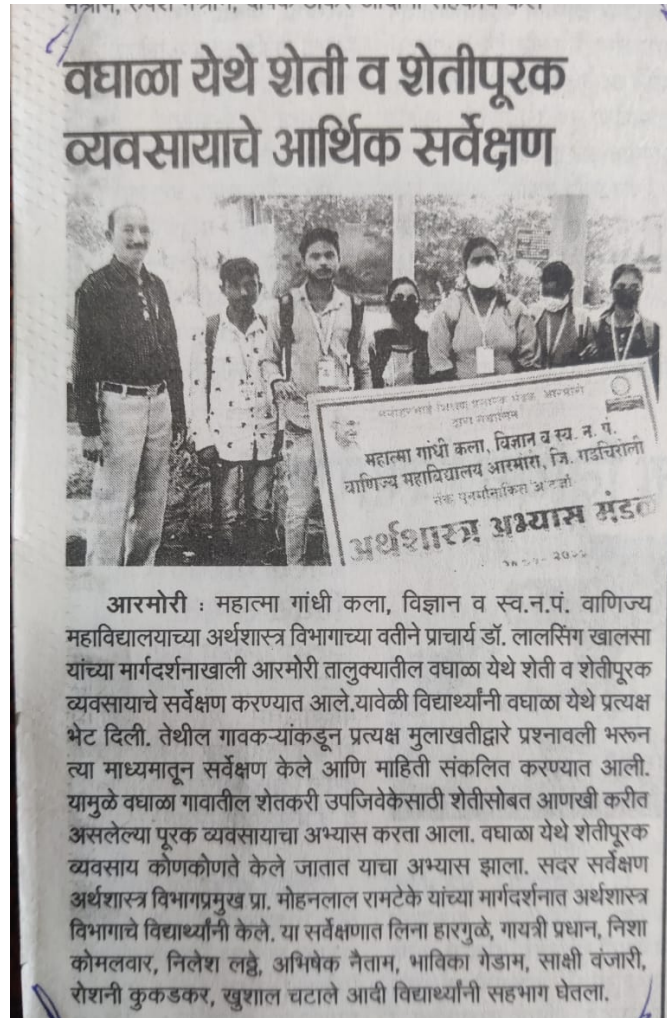 वघाळा येथे शेती व शेतीपूरक
व्यवसायाचे आर्थिक सर्वेक्षण
महात्मा गांधी कला, विज्ञान व स्व. न. पं.
वाणिज्य महाविद्यालय आरमोरी, जि. गडचिरोली
अर्थशास्त्र अभ्यास मंडळ
आरमोरी : महात्मा गांधी कला, विज्ञान व स्व.न.पं. वाणिज्य
महाविद्यालयाच्या अर्थशास्त्र विभागाच्या वतीने प्राचार्य डॉ. लालसिंग खालसा
यांच्या मार्गदर्शनाखाली आरमोरी तालुक्यातील वघाळा येथे शेती व शेतीपूरक
व्यवसायाचे सर्वेक्षण करण्यात आले.यावेळी विद्यार्थ्यांनी वघाळा येथे प्रत्यक्ष
भेट दिली. तेथील गावकऱ्यांकडून प्रत्यक्ष मुलाखतीद्वारे प्रश्नावली भरून
त्या माध्यमातून सर्वेक्षण केले आणि माहिती संकलित करण्यात आली.
यामुळे वघाळा गावातील शेतकरी उपजिवेकेसाठी शेतीसोबत आणखी करीत
असलेल्या पूरक व्यवसायाचा अभ्यास करता आला. वघाळा येथे शेतीपूरक
व्यवसाय कोणकोणते केले जातात याचा अभ्यास झाला. सदर सर्वेक्षण
अर्थशास्त्र विभागप्रमुख प्रा. मोहनलाल रामटेके यांच्या मार्गदर्शनात अर्थशास्त्र
विभागाचे विद्यार्थ्यांनी केले. या सर्वेक्षणात लिना हारगुळे, गायत्री प्रधान, निशा
कोमलवार, निलेश लठ्ठे, अभिषेक नैताम, भाविका गेडाम, साक्षी वंजारी,
रोशनी कुकडकर, खुशाल चटाले आदी विद्यार्थ्यांनी सहभाग घेतला.